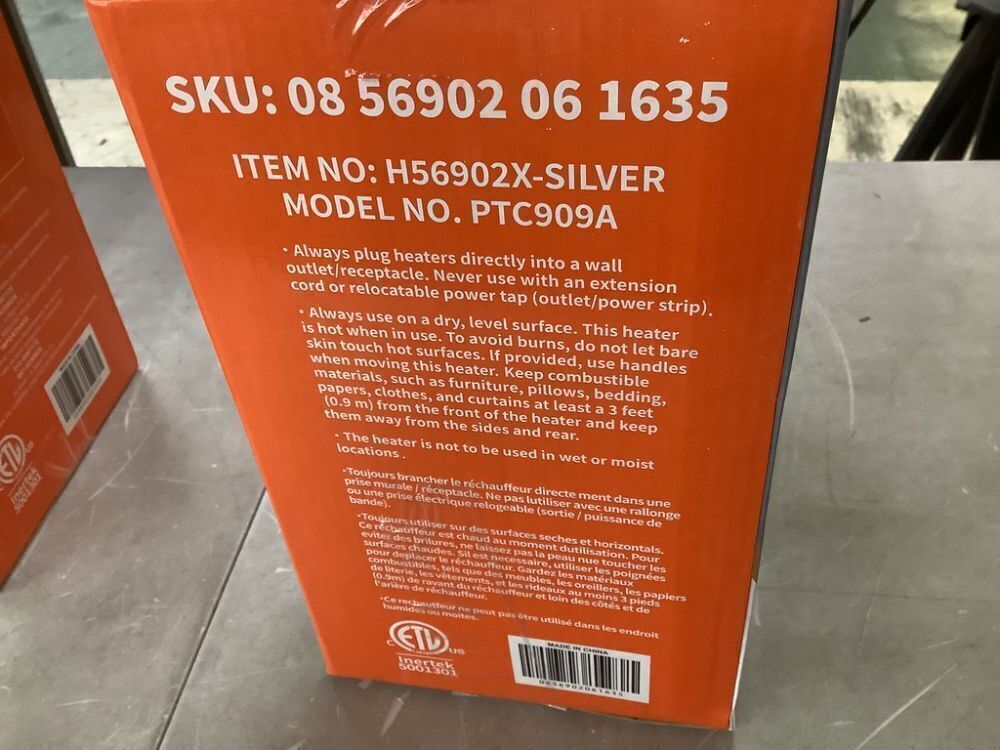 SKU: 08 56902 06 1635
ITEM NO: H56902X-SILVER
MODEL NO. PTC909A
• Always plug heaters directly into a wall
outlet/receptacle. Never use with an extension
cord or relocatable power tap (outlet/power strip).
• Always use on a dry, level surface. This heater
is hot when in use. To avoid burns, do not let bare
skin touch hot surfaces. If provided, use handles
when moving this heater. Keep combustible
materials, such as furniture, pillows, bedding,
papers, clothes, and curtains at least a 3 feet
(0.9 m) from the front of the heater and keep
them away from the sides and rear.
• The heater is not to be used in wet or moist
locations.
•Toujours brancher le réchauffeur directe ment dans une
prise murale / réceptacle. Ne pas lutiliser avec une rallonge
ou une prise électrique relogeable (sortie / puissance de
bande).
•Toujours utiliser sur des surfaces seches et horizontals.
Ce réchauffeur est chaud au moment dutilisation. Pour
eviter des brilures, ne laissez pas la peau nue toucher les
surfaces chaudes. Sil est necessaire, utiliser les poignées
pour deplacer le réchauffeur. Gardez les matériaux
combustibles, tels que des meubles, les oreillers, les papiers
de literie, les vêtements, et les rideaux au moins 3 pieds
(0.9m) de ravant du réchauffeur et loin des côtés et de
l'arière de réchauffeur.
•Ce rechautfeur ne peut pas être utilisé dans les endroit
humides ou moites.
C ETL US
Inertek
5001301
MADE IN CHINA
0856902061635